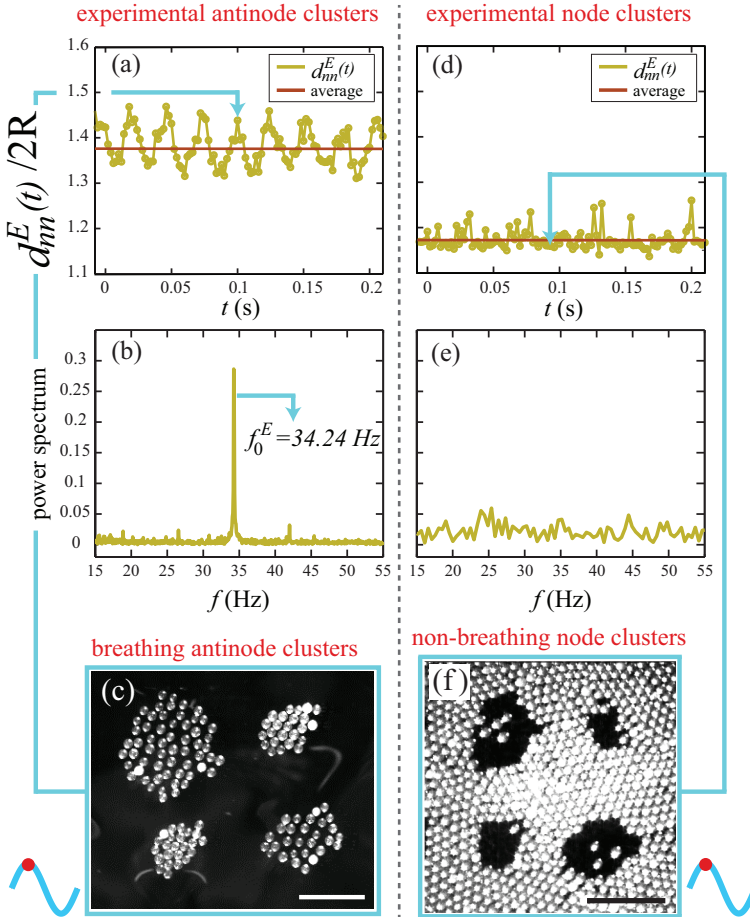 experimental antinode clusters
experimental node clusters
d_nn^E(t)/2R
(a)
d_nn^E(t)
average
1.6
1.5
1.4
1.3
1.2
1.1
0 0.05 0.1 0.15 0.2
t (s)
(d)
d_nn^E(t)
average
0 0.05 0.1 0.15 0.2
t (s)
power spectrum
(b)
0.3
0.25
0.2
0.15
0.1
0.05
0
f_0^E=34.24 Hz
15 20 25 30 35 40 45 50 55
f (Hz)
(e)
15 20 25 30 35 40 45 50 55
f (Hz)
breathing antinode clusters
(c)
non-breathing node clusters
(f)